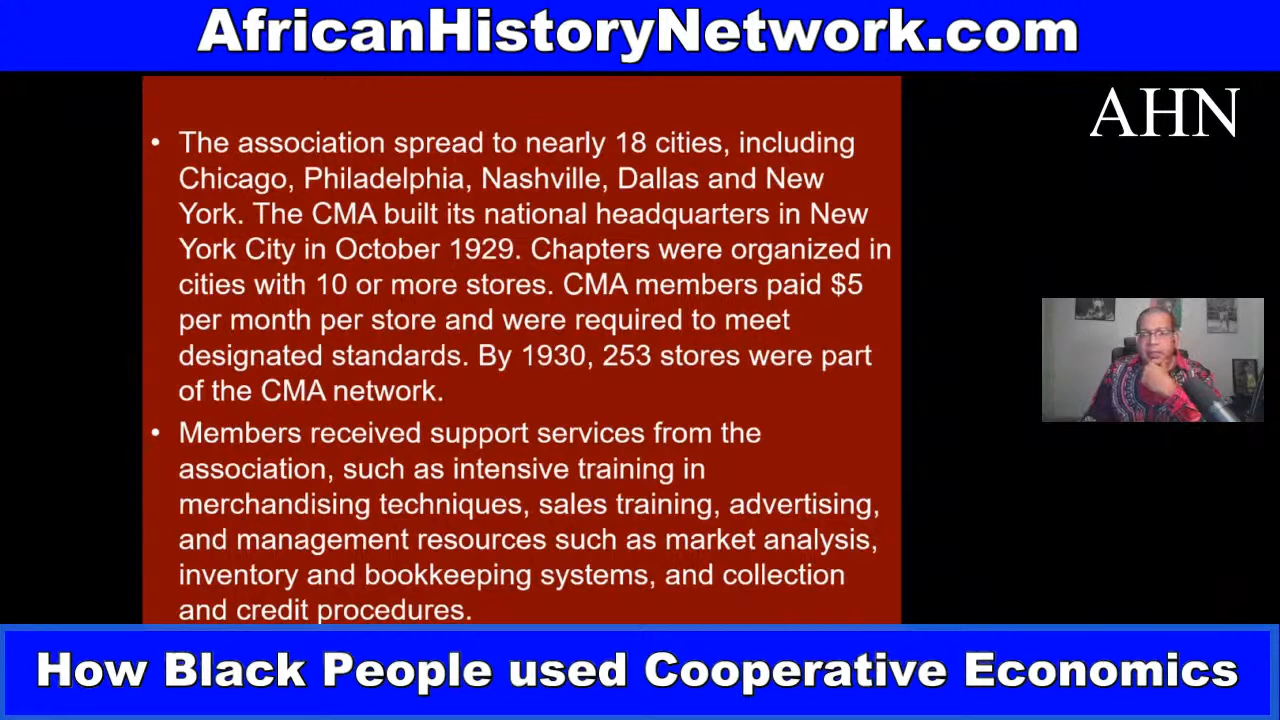 AfricanHistoryNetwork.com
AHN
• The association spread to nearly 18 cities, including
Chicago, Philadelphia, Nashville, Dallas and New
York. The CMA built its national headquarters in New
York City in October 1929. Chapters were organized in
cities with 10 or more stores. CMA members paid $5
per month per store and were required to meet
designated standards. By 1930, 253 stores were part
of the CMA network.
• Members received support services from the
association, such as intensive training in
merchandising techniques, sales training, advertising,
and management resources such as market analysis,
inventory and bookkeeping systems, and collection
and credit procedures.
How Black People used Cooperative Economics